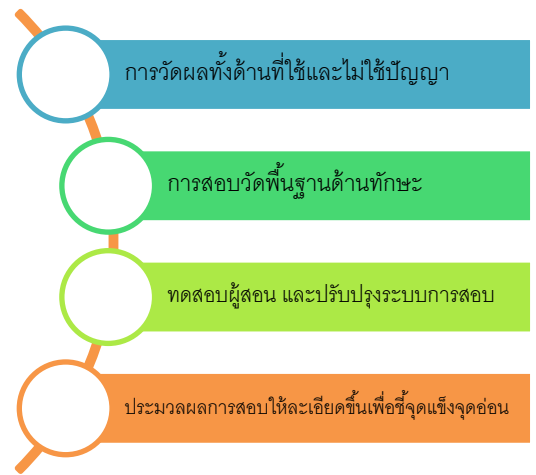 การวัดผลทั้งด้านที่ใช้และไม่ใช้ปัญญา
การสอบวัดพื้นฐานด้านทักษะ
ทดสอบผู้สอน และปรับปรุงระบบการสอบ
ประมวลผลการสอบให้ละเอียดขึ้นเพื่อชี้จุดแข็งจุดอ่อน